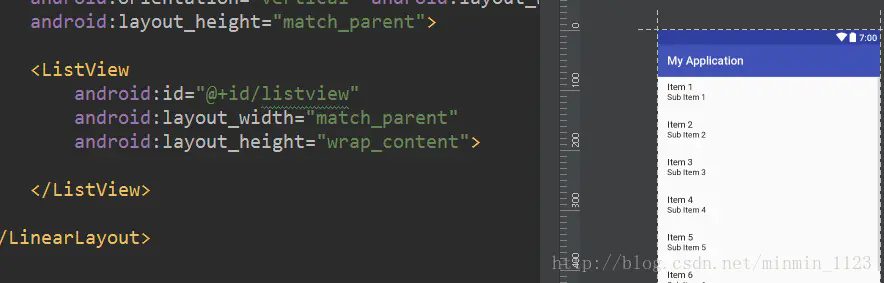 android:orientation="vertical" android:layout_
android:layout_height="match_parent">
<ListView
android:id="@+id/listview"
android:layout_width="match_parent"
android:layout_height="wrap_content">
</ListView>
/LinearLayout>
0
100
200
300
400
7:00
My Application
Item 1
Sub Item 1
Item 2
Sub Item 2
Item 3
Sub Item 3
Item 4
Sub Item 4
Item 5
Sub Item 5
Item 6
http://blog.csdn.net/minmin_1123